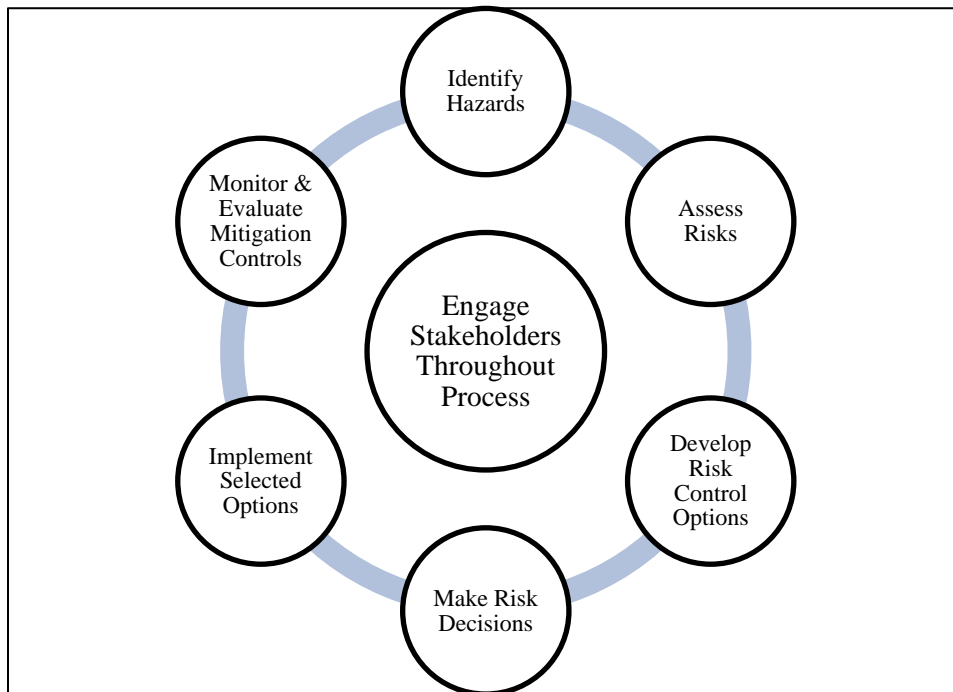 Identify
Hazards
Assess
Risks
Develop
Risk
Control
Options
Make Risk
Decisions
Implement
Selected
Options
Monitor &
Evaluate
Mitigation
Controls
Engage
Stakeholders
Throughout
Process